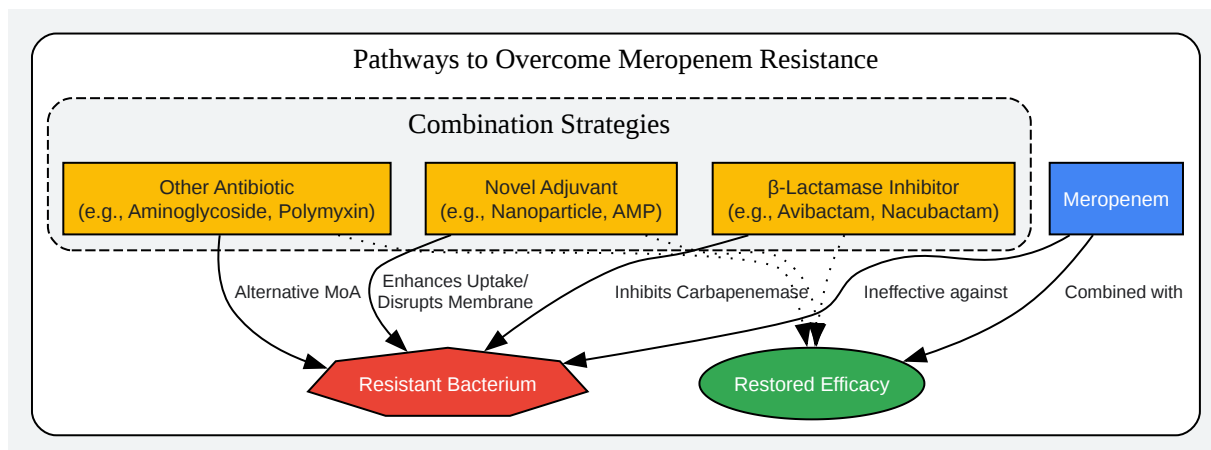 Pathways to Overcome Meropenem Resistance
Combination Strategies
Other Antibiotic
(e.g., Aminoglycoside, Polymyxin)
Novel Adjuvant
(e.g., Nanoparticle, AMP)
β-Lactamase Inhibitor
(e.g., Avibactam, Nacubactam)
Meropenem
Alternative MoA
Enhances Uptake/
Disrupts Membrane
Inhibits Carbapenemase
Ineffective against
Combined with
Resistant Bacterium
Restored Efficacy